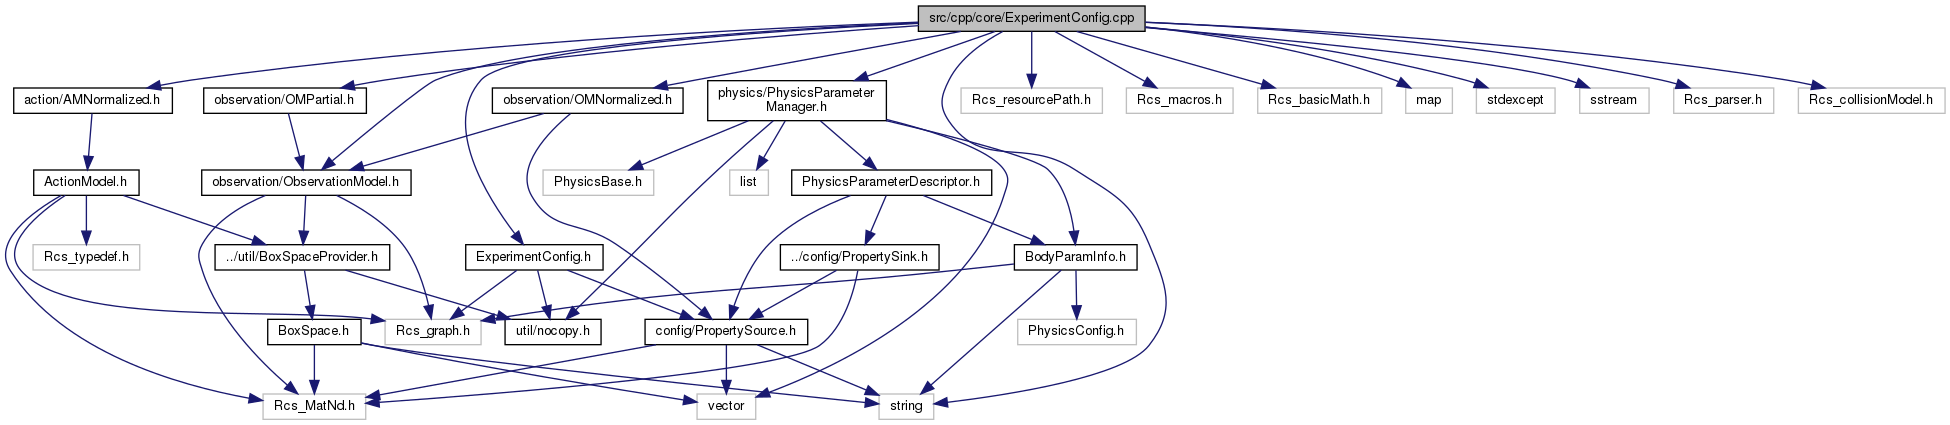 src/cpp/core/ExperimentConfig.cpp
action/AMNormalized.h
observation/OMPartial.h
observation/OMNormalized.h
physics/PhysicsParameter
Manager.h
Rcs_resourcePath.h
Rcs_macros.h
Rcs_basicMath.h
map
stdexcept
sstream
Rcs_parser.h
Rcs_collisionModel.h
ActionModel.h
observation/ObservationModel.h
PhysicsBase.h
list
PhysicsParameterDescriptor.h
Rcs_typedef.h
../util/BoxSpaceProvider.h
ExperimentConfig.h
../config/PropertySink.h
BodyParamInfo.h
BoxSpace.h
Rcs_graph.h
util/nocopy.h
config/PropertySource.h
PhysicsConfig.h
Rcs_MatNd.h
vector
string